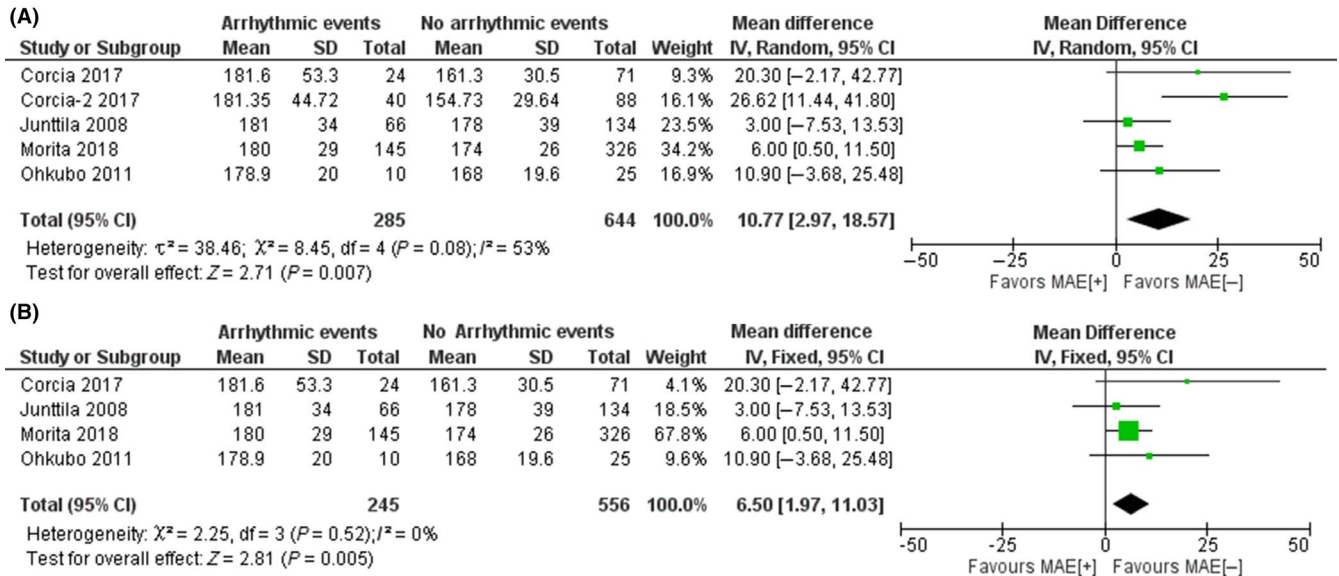 (A)
Arrhythmic events No arrhythmic events Mean difference Mean Difference
Study or Subgroup Mean SD Total Mean SD Total Weight IV, Random, 95% CI IV, Random, 95% CI
Corcia 2017 181.6 53.3 24 161.3 30.5 71 9.3% 20.30 [−2.17, 42.77]
Corcia-2 2017 181.35 44.72 40 154.73 29.64 88 16.1% 26.62 [11.44, 41.80]
Junttila 2008 181 34 66 178 39 134 23.5% 3.00 [−7.53, 13.53]
Morita 2018 180 29 145 174 26 326 34.2% 6.00 [0.50, 11.50]
Ohkubo 2011 178.9 20 10 168 19.6 25 16.9% 10.90 [−3.68, 25.48]
Total (95% CI) 285 644 100.0% 10.77 [2.97, 18.57]
Heterogeneity: τ² = 38.46; χ² = 8.45, df = 4 (P = 0.08); I² = 53%
Test for overall effect: Z = 2.71 (P = 0.007)
−50 −25 0 25 50
Favors MAE[+] Favors MAE[−]
(B)
Arrhythmic events No Arrhythmic events Mean difference Mean Difference
Study or Subgroup Mean SD Total Mean SD Total Weight IV, Fixed, 95% CI IV, Fixed, 95% CI
Corcia 2017 181.6 53.3 24 161.3 30.5 71 4.1% 20.30 [−2.17, 42.77]
Junttila 2008 181 34 66 178 39 134 18.5% 3.00 [−7.53, 13.53]
Morita 2018 180 29 145 174 26 326 67.8% 6.00 [0.50, 11.50]
Ohkubo 2011 178.9 20 10 168 19.6 25 9.6% 10.90 [−3.68, 25.48]
Total (95% CI) 245 556 100.0% 6.50 [1.97, 11.03]
Heterogeneity: χ² = 2.25, df = 3 (P = 0.52); I² = 0%
Test for overall effect: Z = 2.81 (P = 0.005)
-50 -25 0 25 50
Favours MAE[+] Favours MAE[−]